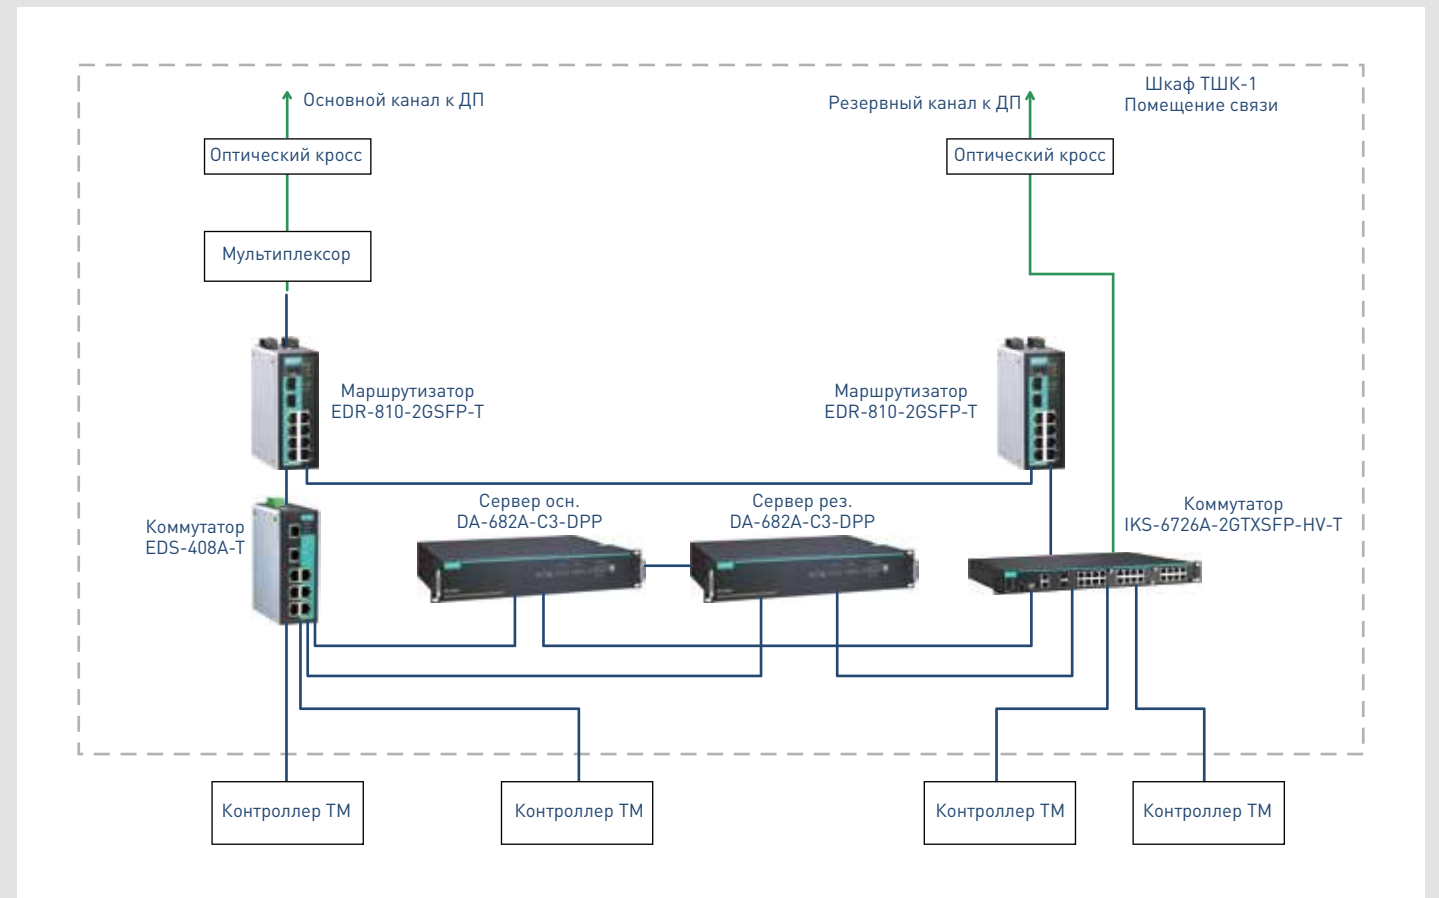 Основной канал к ДП
Резервный канал к ДП
Шкаф ТШК-1
Помещение связи
Оптический кросс
Оптический кросс
Мультиплексор
Маршрутизатор
EDR-810-2GSFP-T
Маршрутизатор
EDR-810-2GSFP-T
Коммутатор
EDS-408A-T
Сервер осн.
DA-682A-C3-DPP
Сервер рез.
DA-682A-C3-DPP
Коммутатор
IKS-6726A-2GTXSFP-HV-T
Контроллер ТМ
Контроллер ТМ
Контроллер ТМ
Контроллер ТМ